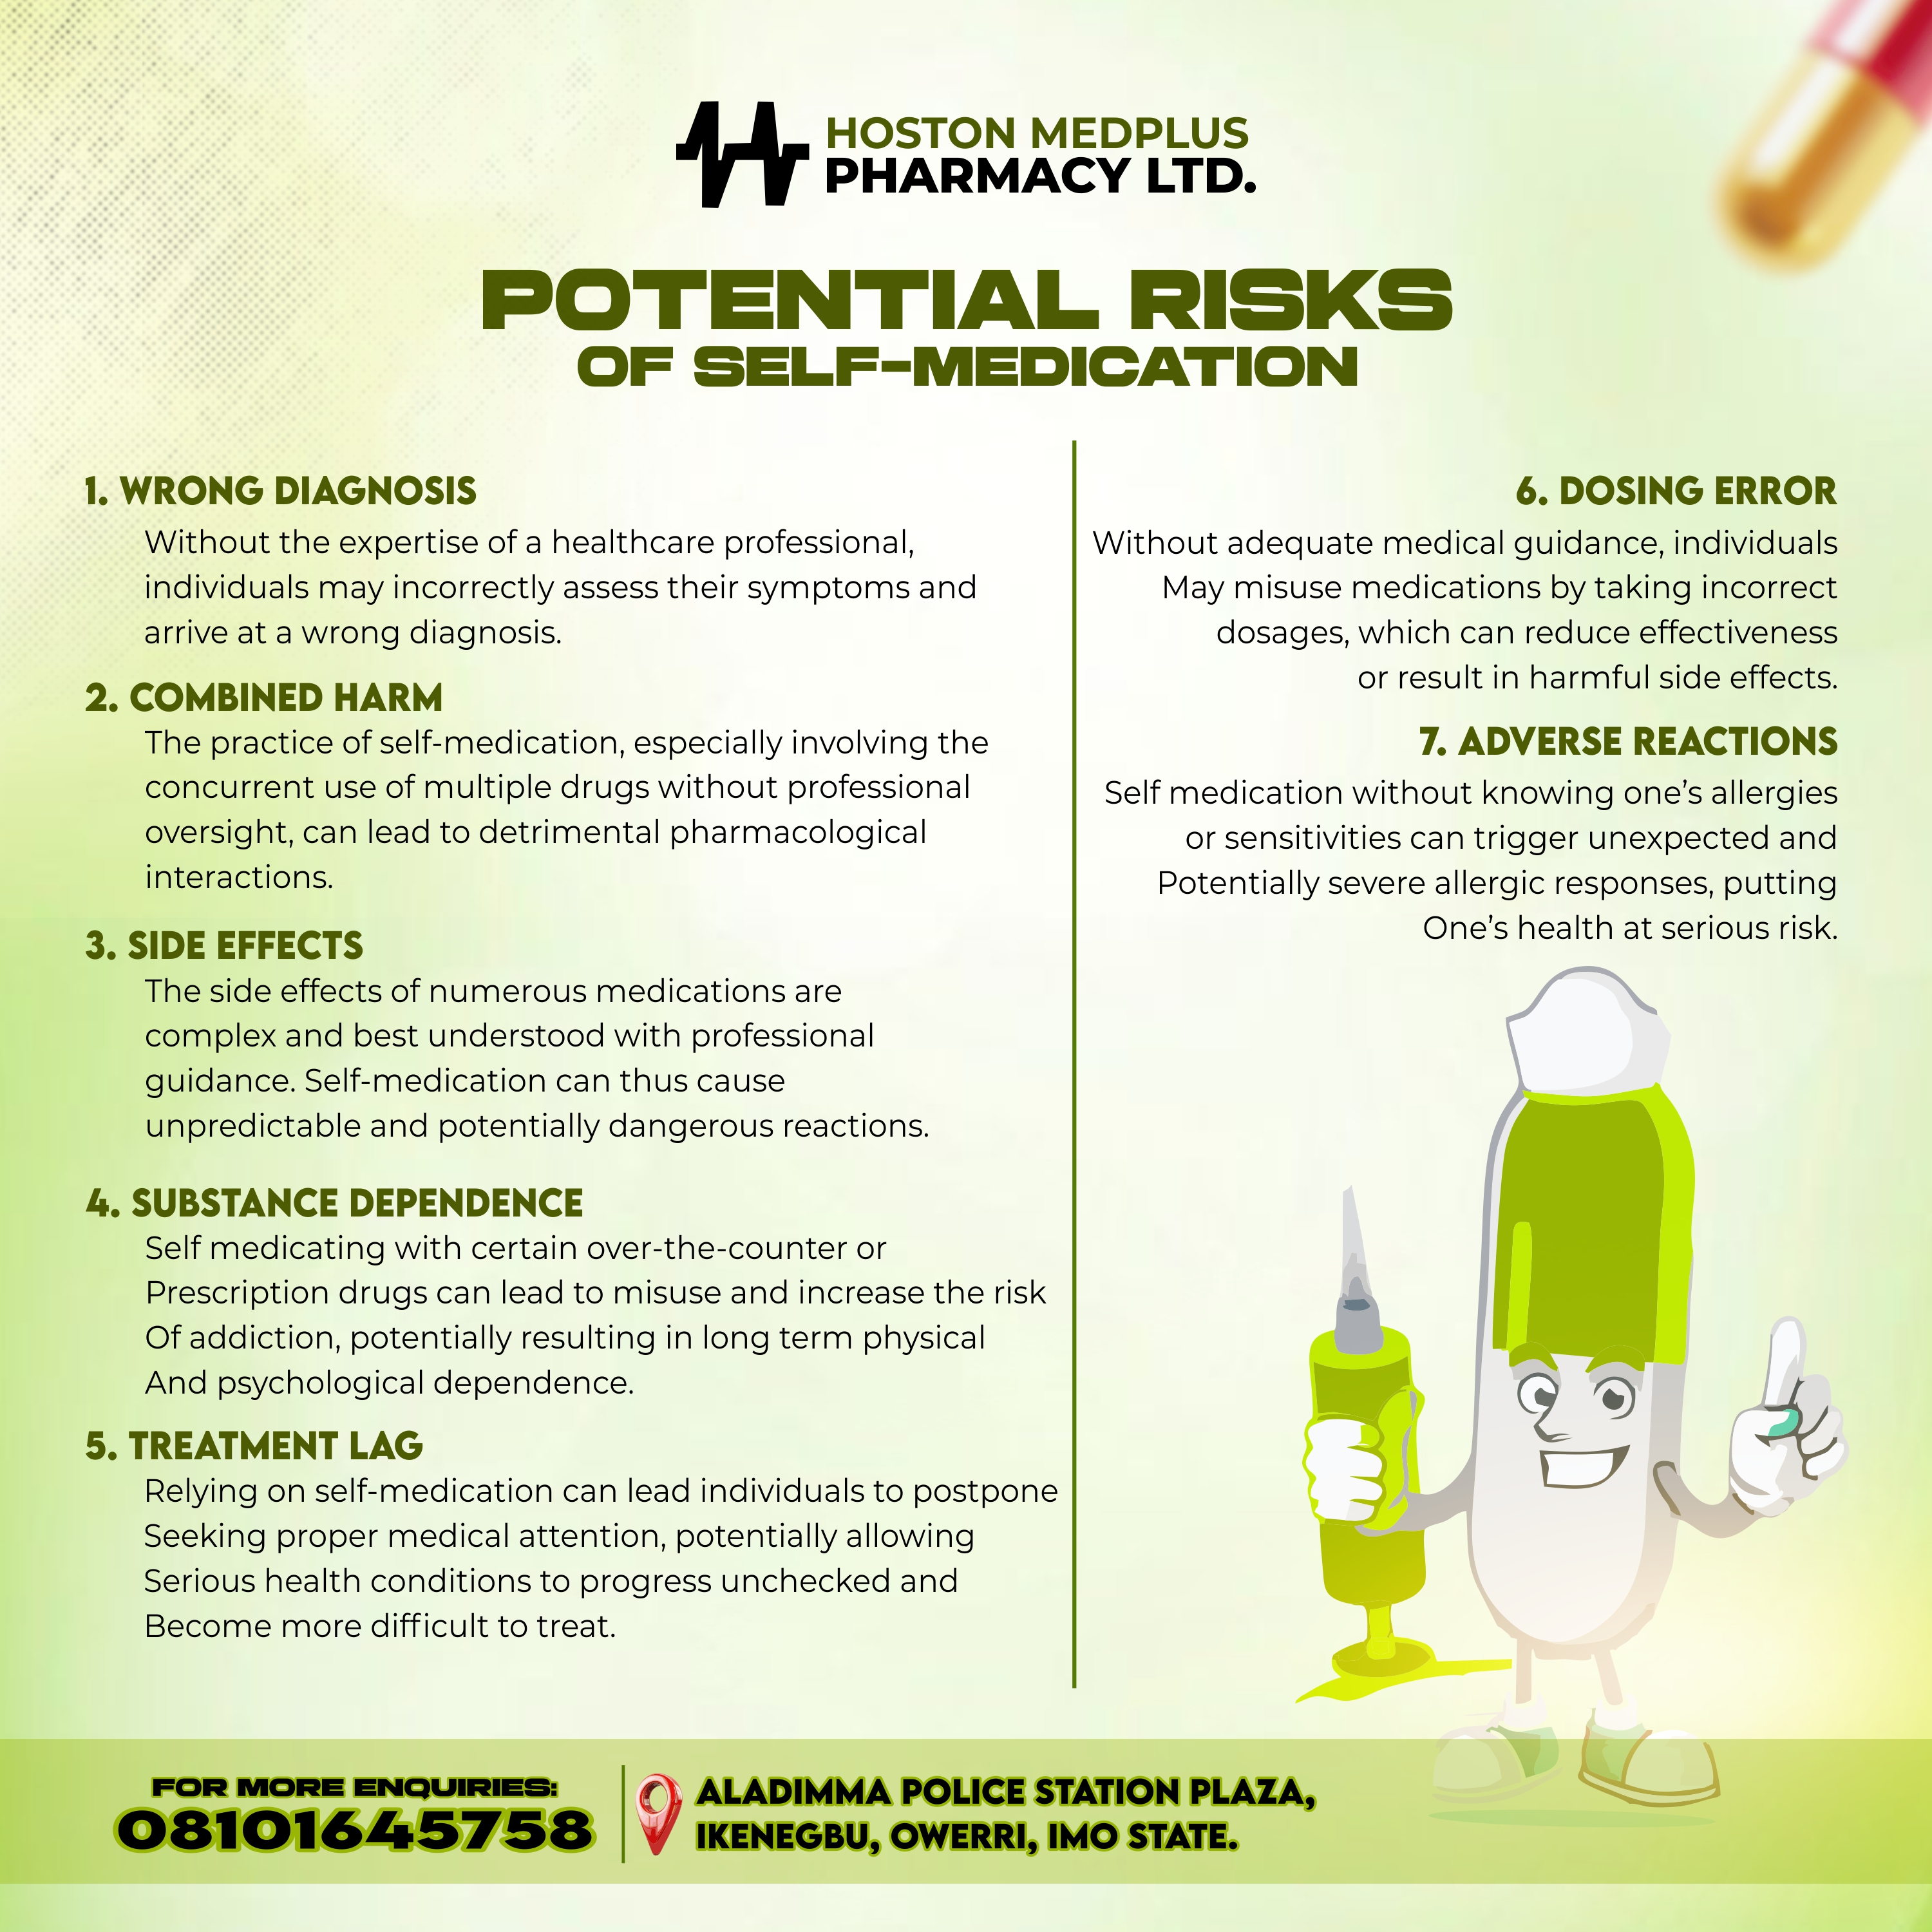 HOSTON MEDPLUS
PHARMACY LTD.
POTENTIAL RISKS
OF SELF-MEDICATION
1. WRONG DIAGNOSIS
Without the expertise of a healthcare professional,
individuals may incorrectly assess their symptoms and
arrive at a wrong diagnosis.
2. COMBINED HARM
The practice of self-medication, especially involving the
concurrent use of multiple drugs without professional
oversight, can lead to detrimental pharmacological
interactions.
3. SIDE EFFECTS
The side effects of numerous medications are
complex and best understood with professional
guidance. Self-medication can thus cause
unpredictable and potentially dangerous reactions.
4. SUBSTANCE DEPENDENCE
Self medicating with certain over-the-counter or
Prescription drugs can lead to misuse and increase the risk
Of addiction, potentially resulting in long term physical
And psychological dependence.
5. TREATMENT LAG
Relying on self-medication can lead individuals to postpone
Seeking proper medical attention, potentially allowing
Serious health conditions to progress unchecked and
Become more difficult to treat.
6. DOSING ERROR
Without adequate medical guidance, individuals
May misuse medications by taking incorrect
dosages, which can reduce effectiveness
or result in harmful side effects.
7. ADVERSE REACTIONS
Self medication without knowing one's allergies
or sensitivities can trigger unexpected and
Potentially severe allergic responses, putting
One's health at serious risk.
FOR MORE ENQUIRIES:
08101645758
ALADIMMA POLICE STATION PLAZA,
IKENEGBU, OWERRI, IMO STATE.